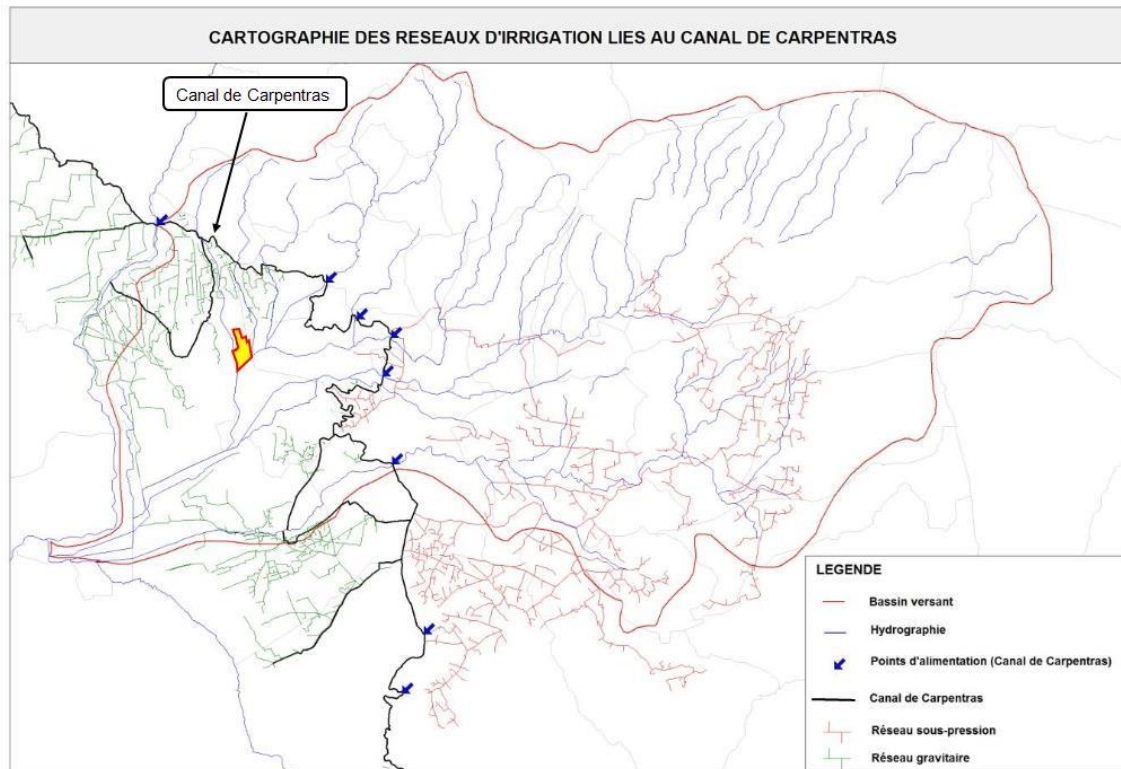 CARTOGRAPHIE DES RESEAUX D'IRRIGATION LIES AU CANAL DE CARPENTRAS
Canal de Carpentras
LEGENDE
Bassin versant
Hydrographie
Points d'alimentation (Canal de Carpentras)
Canal de Carpentras
Réseau sous-pression
Réseau gravitaire